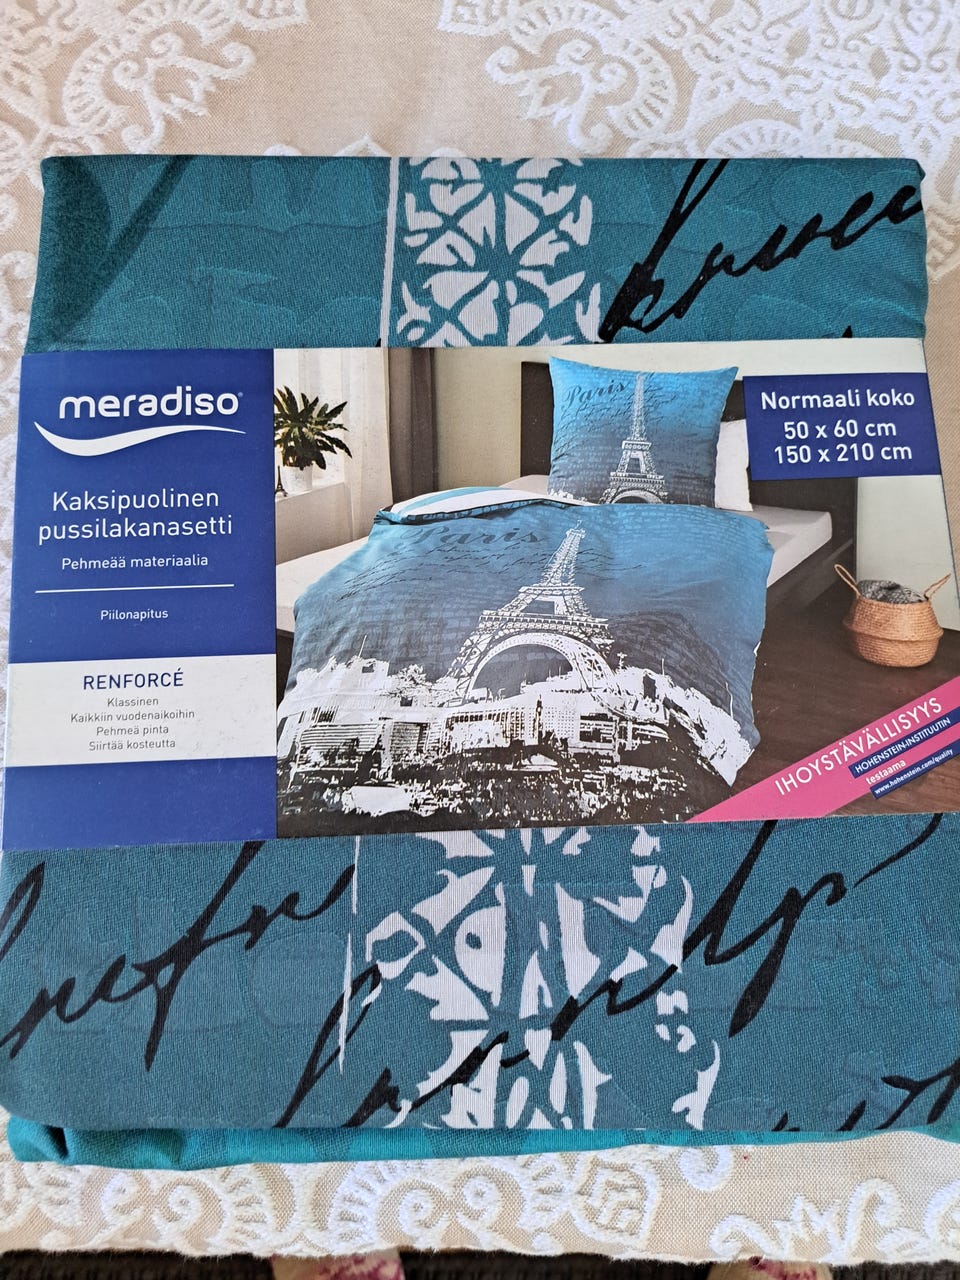 meradiso
Kaksipuolinen
pussilakanasetti
Pehmeää materiaalia
Piilonapitus
RENFORCÉ
Klassinen
Kaikkiin vuodenaikoihin
Pehmeä pinta
Siirtää kosteutta
Paris
Paris
Normaali koko
50 x 60 cm
150 x 210 cm
IHOYSTÄVÄLLISYYS
HOHENSTEIN-INSTITUUTIN
testaama
www.hohenstein.com/quality